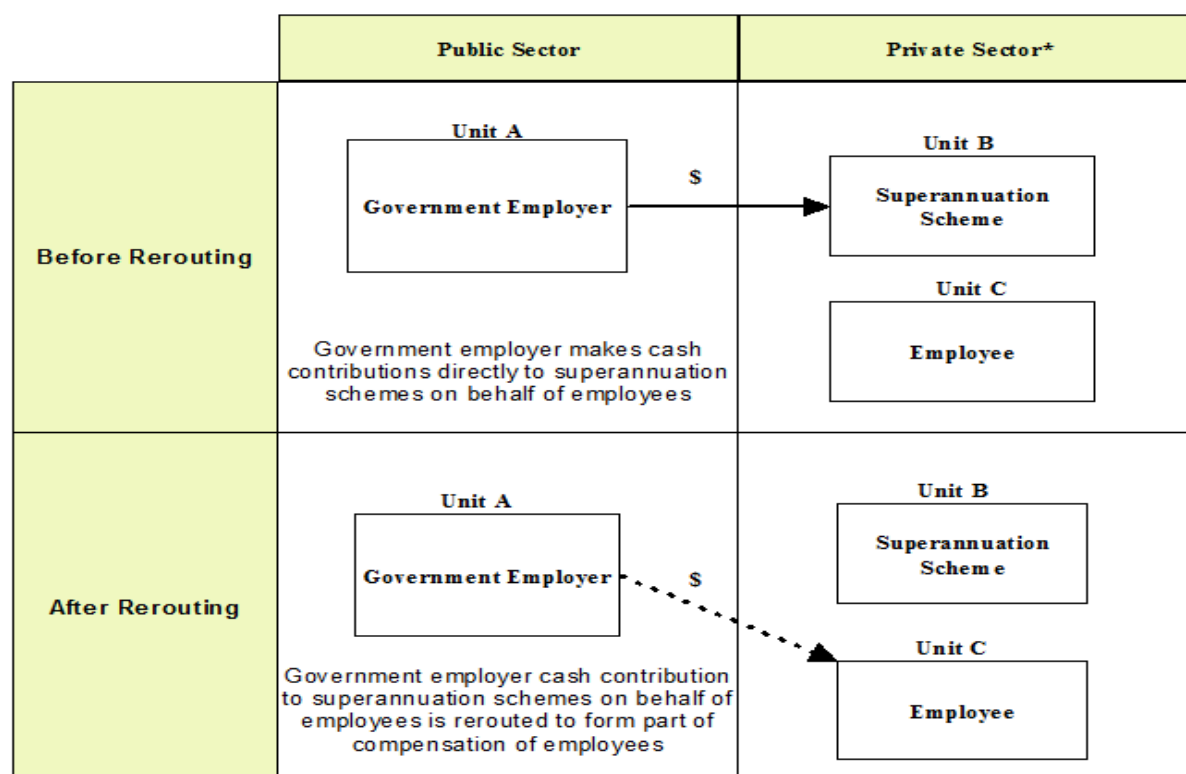 Public Sector
Private Sector*
Before Rerouting
Unit A
Government Employer
$
Unit B
Superannuation
Scheme
Unit C
Employee
Government employer makes cash
contributions directly to superannuation
schemes on behalf of employees
After Rerouting
Unit A
Government Employer
$
Unit B
Superannuation
Scheme
Unit C
Employee
Government employer cash contribution
to superannuation schemes on behalf of
employees is rerouted to form part of
compensation of employees